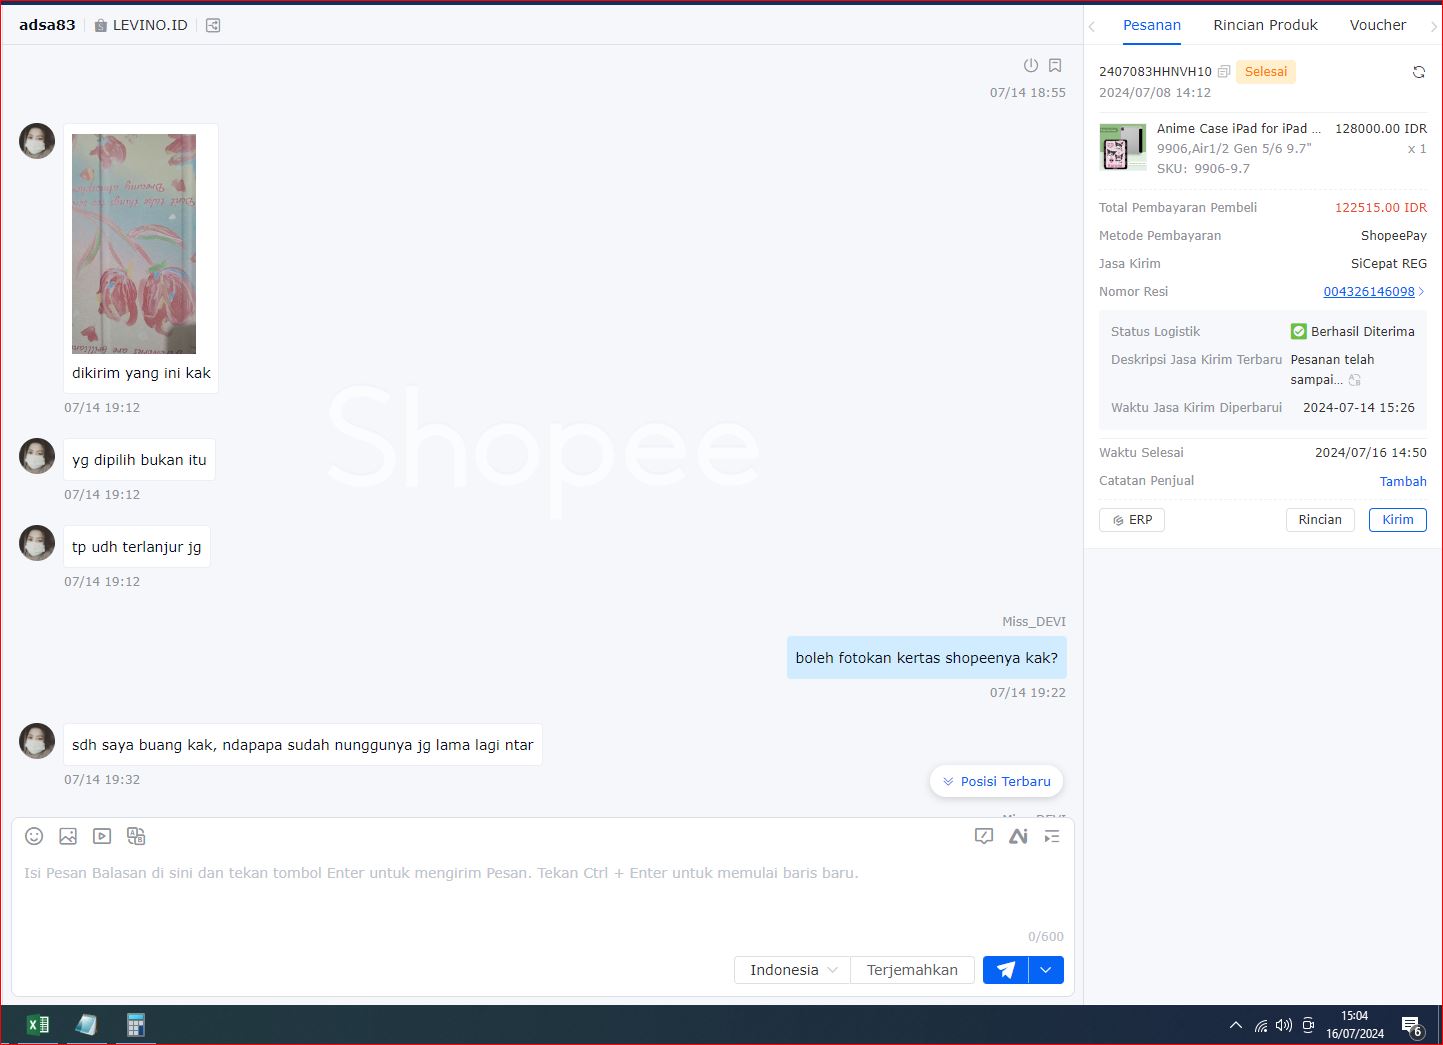 adsa83
LEVINO.ID
07/14 18:55
dikirim yang ini kak
07/14 19:12
yg dipilih bukan itu
07/14 19:12
tp udh terlanjur jg
07/14 19:12
Miss_DEVI
boleh fotokan kertas shopeenya kak?
07/14 19:22
sdh saya buang kak, ndapapa sudah nunggunya jg lama lagi ntar
07/14 19:32
Posisi Terbaru
Shopee
Isi Pesan Balasan di sini dan tekan tombol Enter untuk mengirim Pesan. Tekan Ctrl + Enter untuk memulai baris baru.
0/600
Indonesia
Terjemahkan
Pesanan
Rincian Produk
Voucher
2407083HHNVH10
Selesai
2024/07/08 14:12
Anime Case iPad for iPad ...
128000.00 IDR
9906,Air1/2 Gen 5/6 9.7"
x 1
SKU: 9906-9.7
Total Pembayaran Pembeli
122515.00 IDR
Metode Pembayaran
ShopeePay
Jasa Kirim
SiCepat REG
Nomor Resi
004326146098
Status Logistik
Berhasil Diterima
Deskripsi Jasa Kirim Terbaru
Pesanan telah
sampai...
Waktu Jasa Kirim Diperbarui
2024-07-14 15:26
Waktu Selesai
2024/07/16 14:50
Catatan Penjual
Tambah
ERP
Rincian
Kirim
15:04
16/07/2024
6